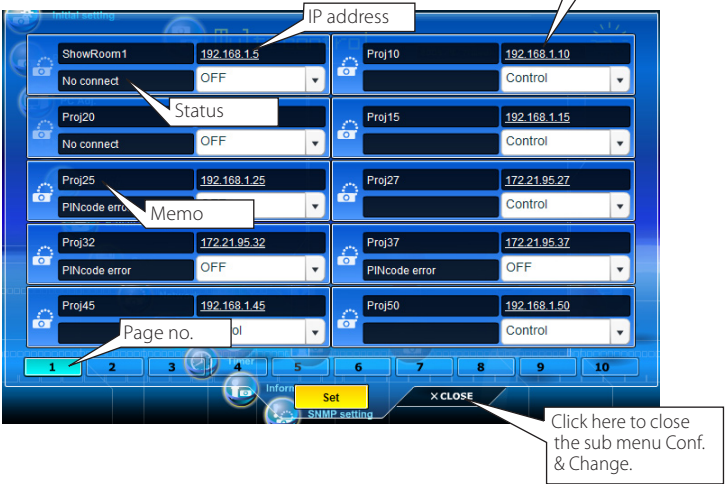 IP address
Initial setting
ShowRoom1 192.168.1.5 Proj10 192.168.1.10
No connect OFF Control
Status
Proj20 Proj15 192.168.1.15
No connect OFF Control
Proj25 192.168.1.25 Proj27 172.21.95.27
PINcode error Control
Memo
Proj32 172.21.95.32 Proj37 172.21.95.37
PINcode error OFF PINcode error OFF
Proj45 192.168.1.45 Proj50 192.168.1.50
Control
Page no.
1 2 3 4 5 6 7 8 9 10
Timer
Set × CLOSE
SNMP setting
Click here to close
the sub menu Conf.
& Change.